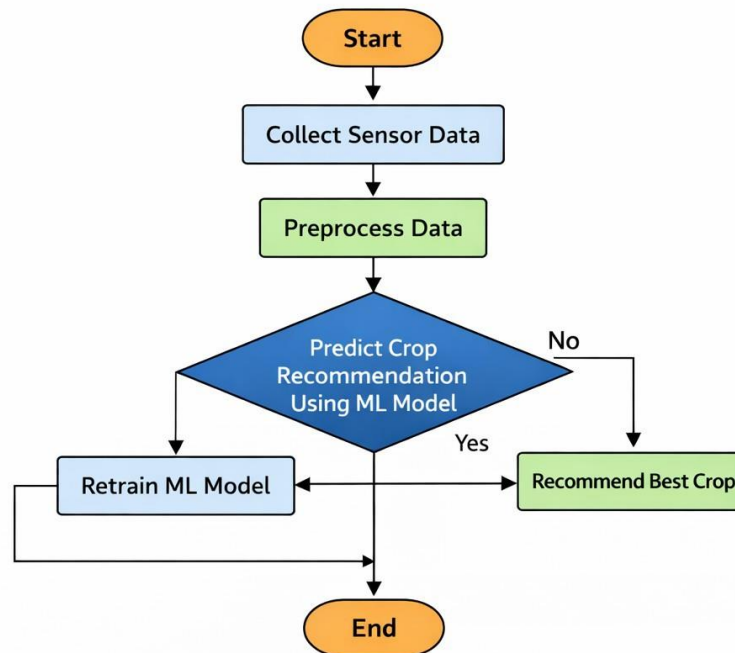 Start
Collect Sensor Data
Preprocess Data
Predict Crop
Recommendation
Using ML Model
No
Yes
Retrain ML Model
Recommend Best Crop
End